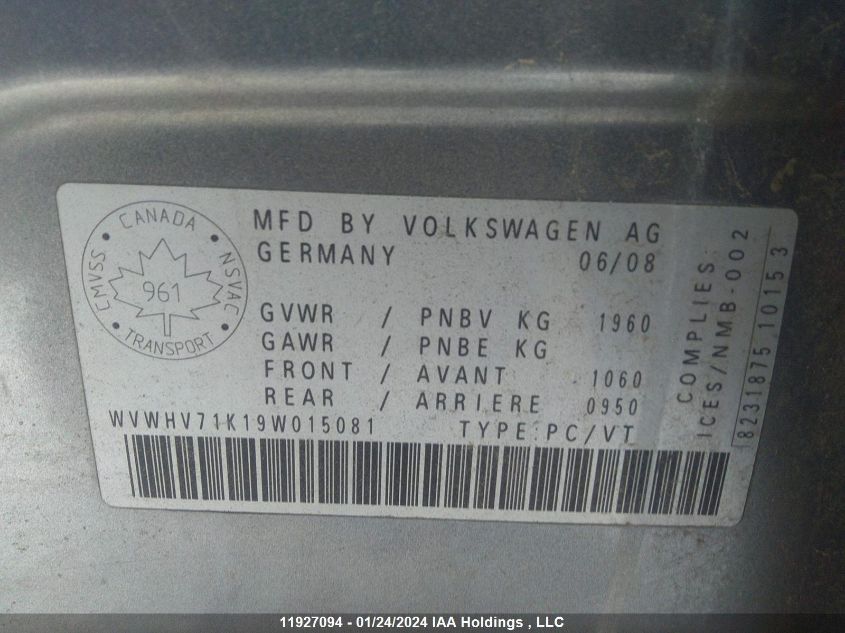 CANADA
CMVSS
NSVAC
961
TRANSPORT
MFD BY VOLKSWAGEN AG
GERMANY 06/08
GVWR / PNBV KG 1960
GAWR / PNBE KG
FRONT / AVANT 1060
REAR / ARRIERE 0950
WVWHV71K19W015081 TYPE:PC/VT
COMPLIES:
ICES/NMB-002
18231875 1015 3
11927094 - 01/24/2024 IAA Holdings , LLC